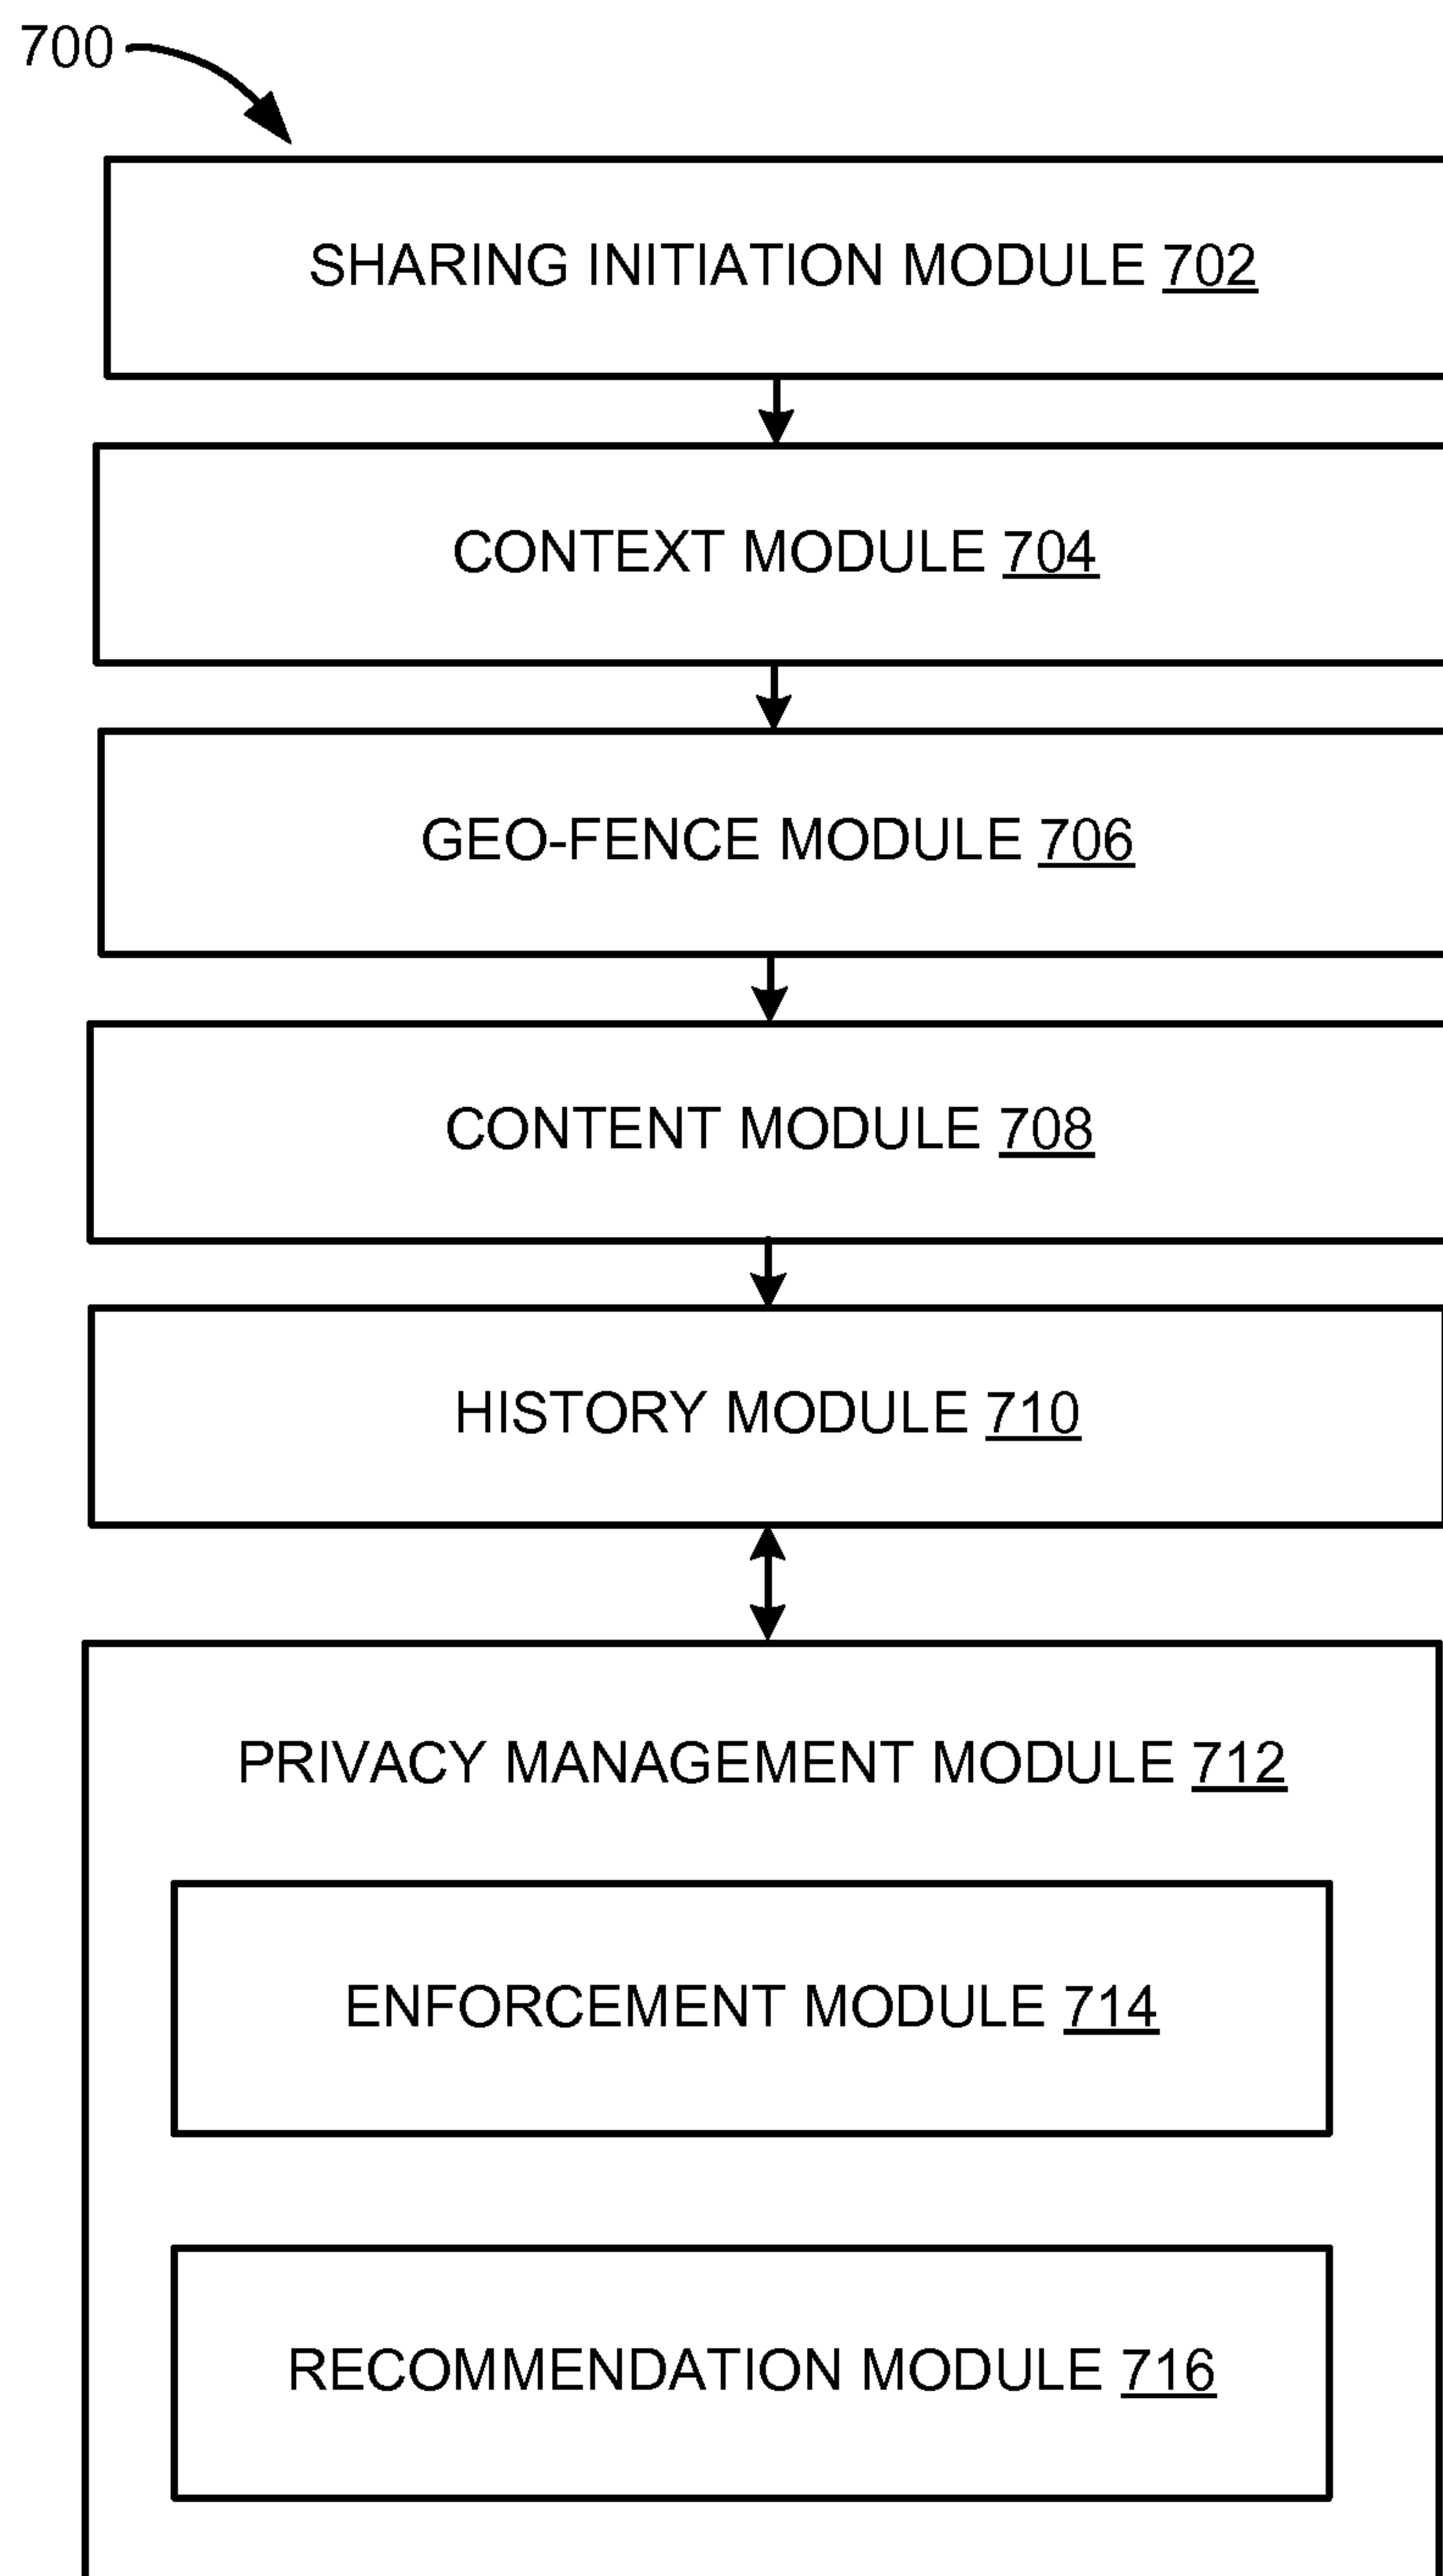 700
SHARING INITIATION MODULE 702
CONTEXT MODULE 704
GEO-FENCE MODULE 706
CONTENT MODULE 708
HISTORY MODULE 710
PRIVACY MANAGEMENT MODULE 712
ENFORCEMENT MODULE 714
RECOMMENDATION MODULE 716